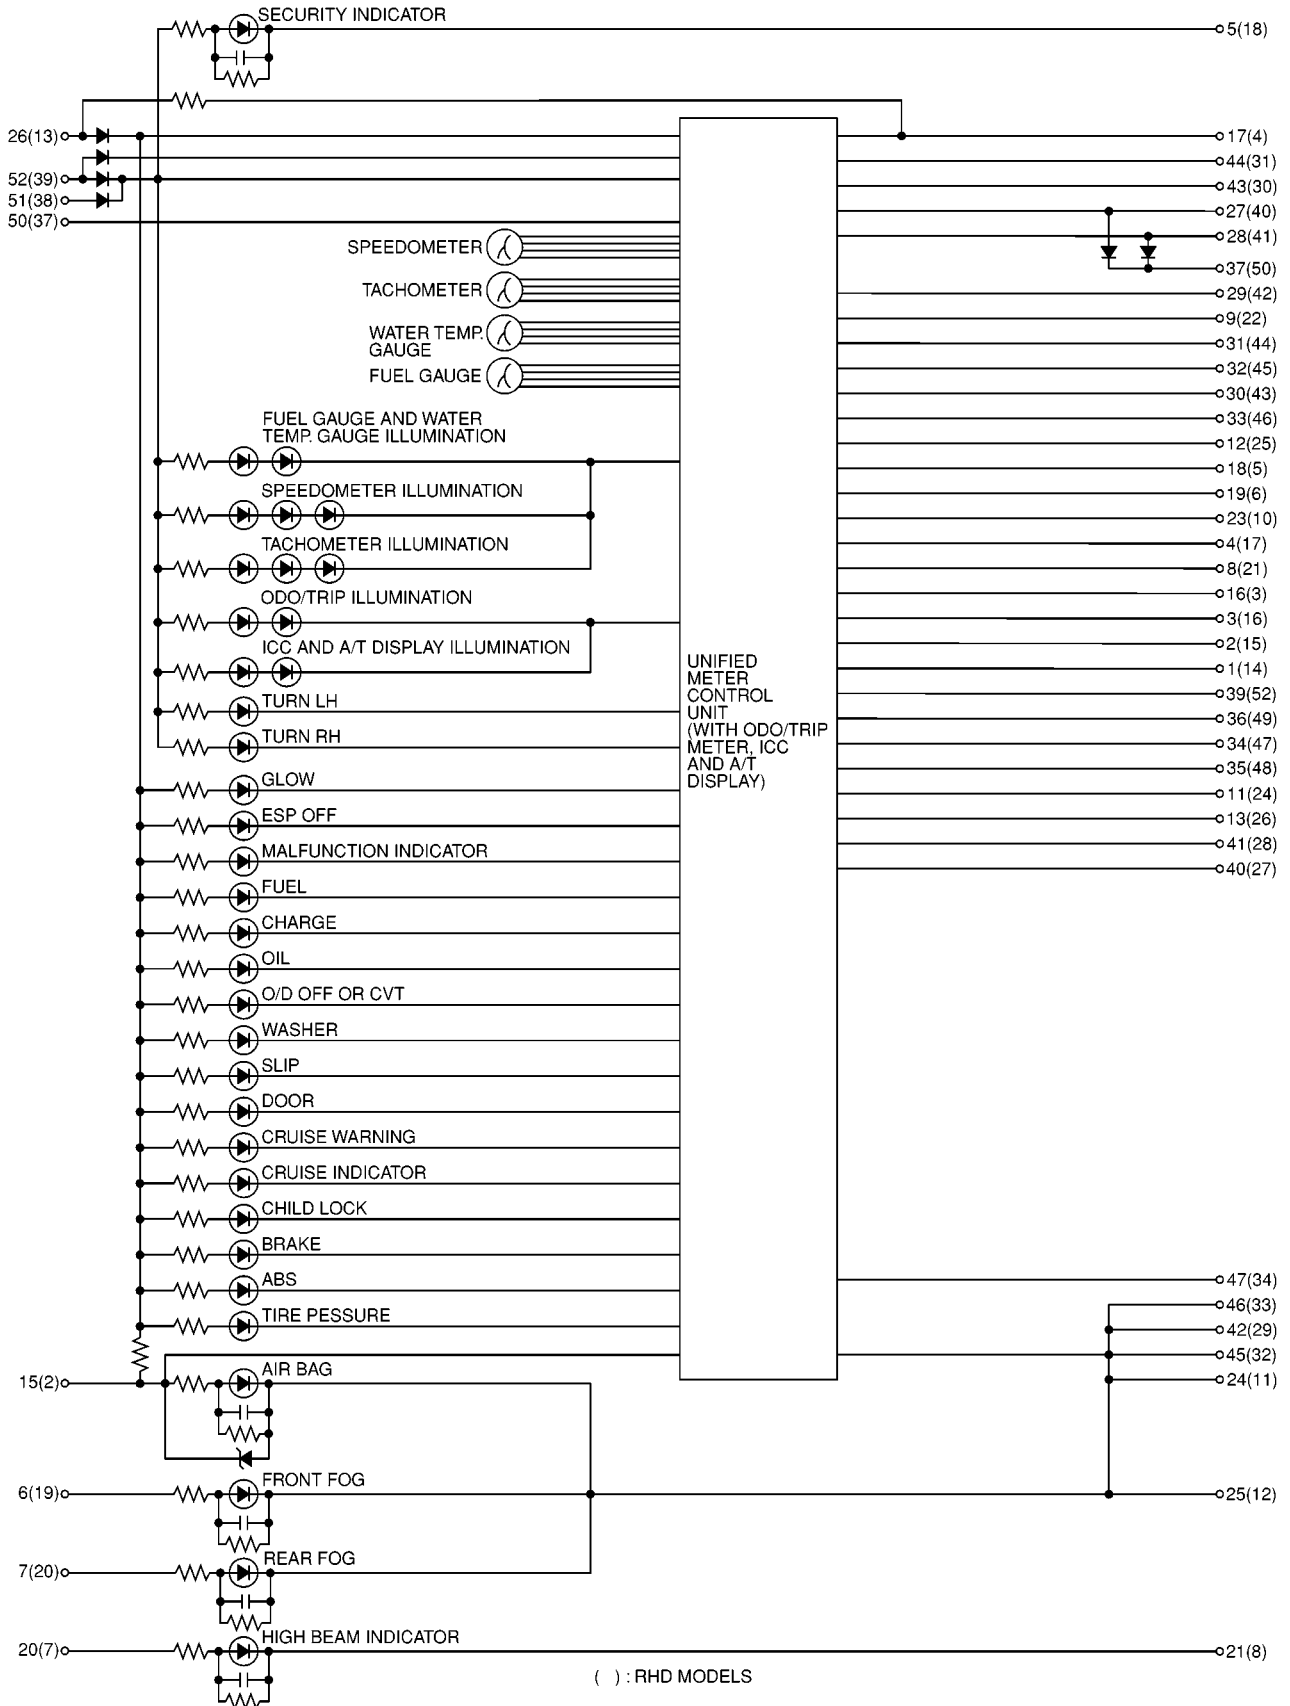 SECURITY INDICATOR
5(18)
26(13)
52(39)
51(38)
50(37)
17(4)
44(31)
43(30)
27(40)
28(41)
37(50)
29(42)
9(22)
31(44)
32(45)
30(43)
33(46)
12(25)
18(5)
19(6)
23(10)
4(17)
8(21)
16(3)
3(16)
2(15)
1(14)
39(52)
36(49)
34(47)
35(48)
11(24)
13(26)
41(28)
40(27)
SPEEDOMETER
TACHOMETER
WATER TEMP.
GAUGE
FUEL GAUGE
FUEL GAUGE AND WATER
TEMP. GAUGE ILLUMINATION
SPEEDOMETER ILLUMINATION
TACHOMETER ILLUMINATION
ODO/TRIP ILLUMINATION
ICC AND A/T DISPLAY ILLUMINATION
TURN LH
TURN RH
GLOW
ESP OFF
MALFUNCTION INDICATOR
FUEL
CHARGE
OIL
O/D OFF OR CVT
WASHER
SLIP
DOOR
CRUISE WARNING
CRUISE INDICATOR
CHILD LOCK
BRAKE
ABS
TIRE PESSURE
UNIFIED
METER
CONTROL
UNIT
(WITH ODO/TRIP
METER, ICC
AND A/T
DISPLAY)
47(34)
46(33)
42(29)
45(32)
24(11)
15(2)
AIR BAG
6(19)
FRONT FOG
25(12)
7(20)
REAR FOG
20(7)
HIGH BEAM INDICATOR
21(8)
( ) : RHD MODELS